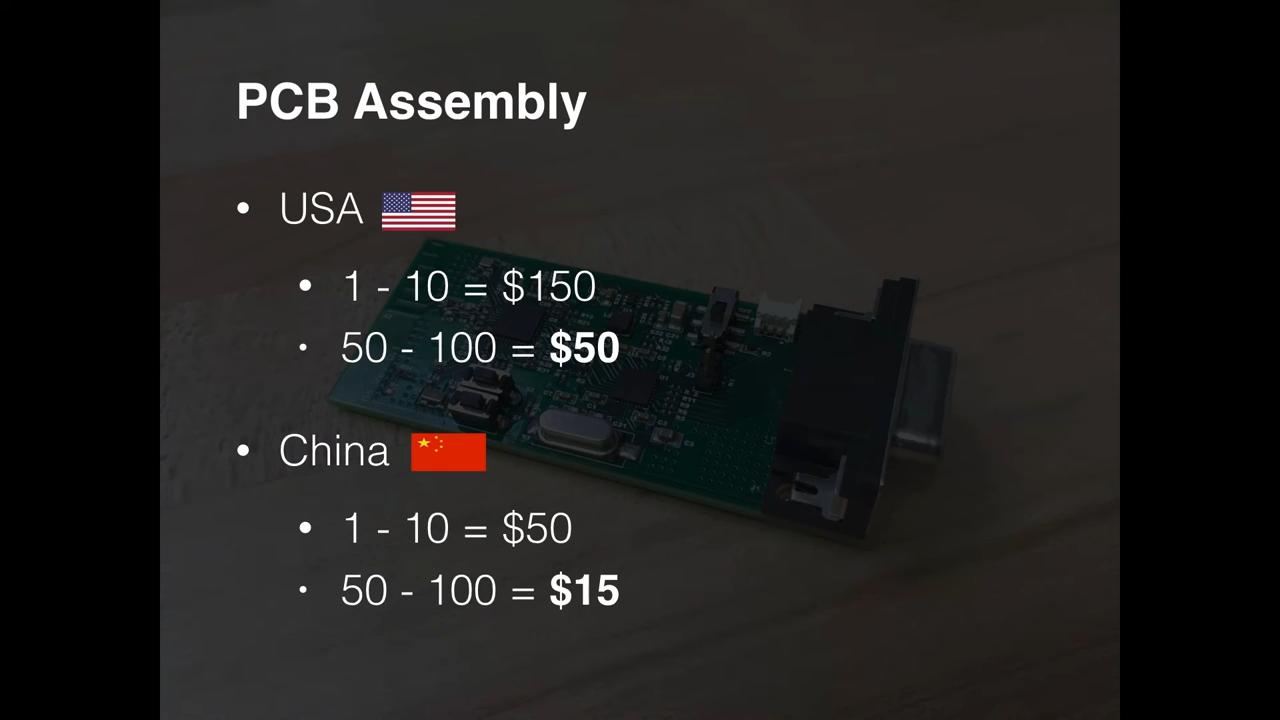 PCB Assembly
• USA
• 1 - 10 = $150
• 50 - 100 = $50
• China
• 1 - 10 = $50
• 50 - 100 = $15